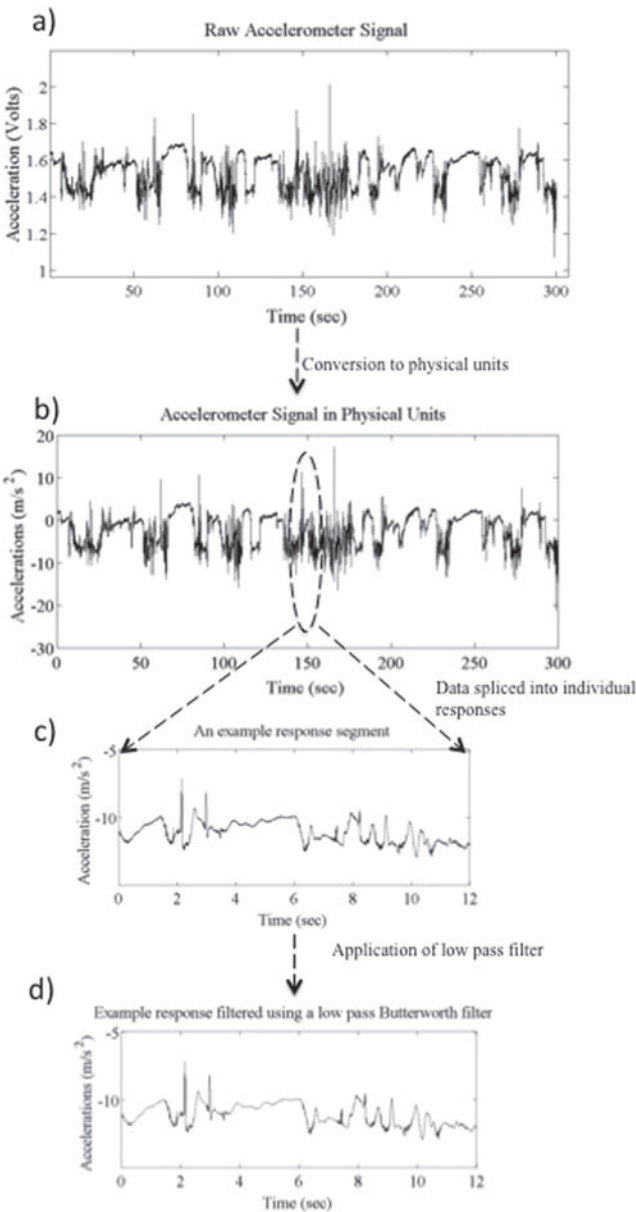 a)
Raw Accelerometer Signal
Acceleration (Volts)
2
1.8
1.6
1.4
1.2
1
50 100 150 200 250 300
Time (sec)
Conversion to physical units
b)
Accelerometer Signal in Physical Units
Accelerations (m/s 2)
20
10
0
-10
-20
-30
0 50 100 150 200 250 300
Time (sec)
Data spliced into individual
responses
c)
An example response segment
Acceleration (m/s 2)
-5
-10
0 2 4 6 8 10 12
Time (sec)
Application of low pass filter
d)
Example response filtered using a low pass Butterworth filter
Accelerations (m/s 2)
-5
-10
0 2 4 6 8 10 12
Time (sec)